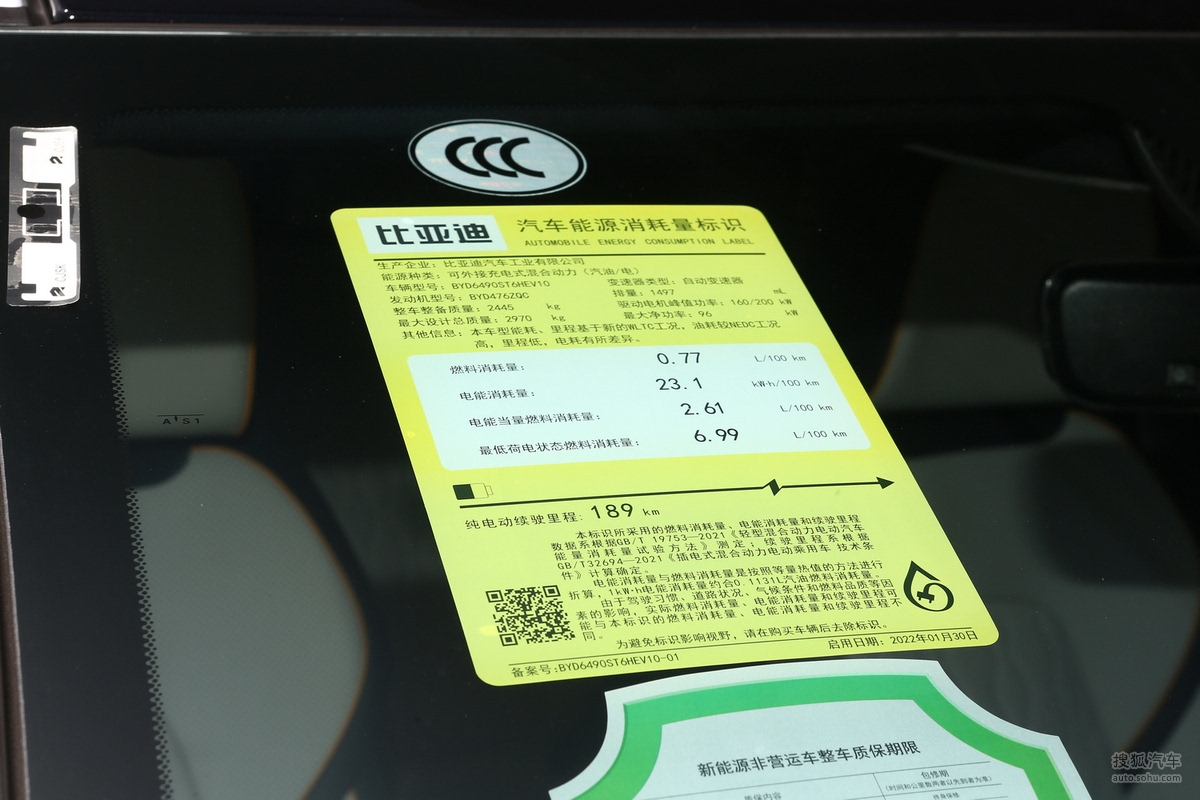 CCC
比亚迪
汽车能源消耗量标识
AUTOMOBILE ENERGY CONSUMPTION LABEL
生产企业：比亚迪汽车工业有限公司
能源种类：可外接充电式混合动力（汽油/电）
车辆型号：BYD6490ST6HEV10 变速器类型：自动变速器
发动机型号：BYD476ZQC 排量：1497 mL
整车整备质量：2445 kg 驱动电机峰值功率：160/200 kW
最大设计总质量：2970 kg 最大净功率：96 kW
其他信息：本车型能耗、里程基于新的WLTC工况，油耗较NEDC工况
高，里程低，电耗有所差异。
燃料消耗量： 0.77 L/100 km
电能消耗量： 23.1 kW·h/100 km
电能当量燃料消耗量： 2.61 L/100 km
最低荷电状态燃料消耗量： 6.99 L/100 km
纯电动续驶里程：189 km
本标识所采用的燃料消耗量、电能消耗量和续驶里程
数据系根据GB/T 19753—2021《轻型混合动力电动汽车
能量消耗量试验方法》测定；续驶里程系根据
GB/T32694—2021《插电式混合动力电动乘用车 技术条
件》计算确定。
电能消耗量与燃料消耗量是按照等量热值的方法进行
折算，1kW·h电能消耗量约合0.1131L汽油燃料消耗量。
由于驾驶习惯、道路状况、气候条件和燃料品质等因
素的影响，实际燃料消耗量、电能消耗量和续驶里程可
能与本标识的燃料消耗量、电能消耗量和续驶里程不
同。
为避免标识影响视野，请在购买车辆后去除标识。
备案号：BYD6490ST6HEV10-01 启用日期：2022年01月30日
AS1
新能源非营运车整车质保期限
质保内容
包修期
（时间和公里数两者以先到者为准）
终身保修
搜狐汽车
auto.sohu.com